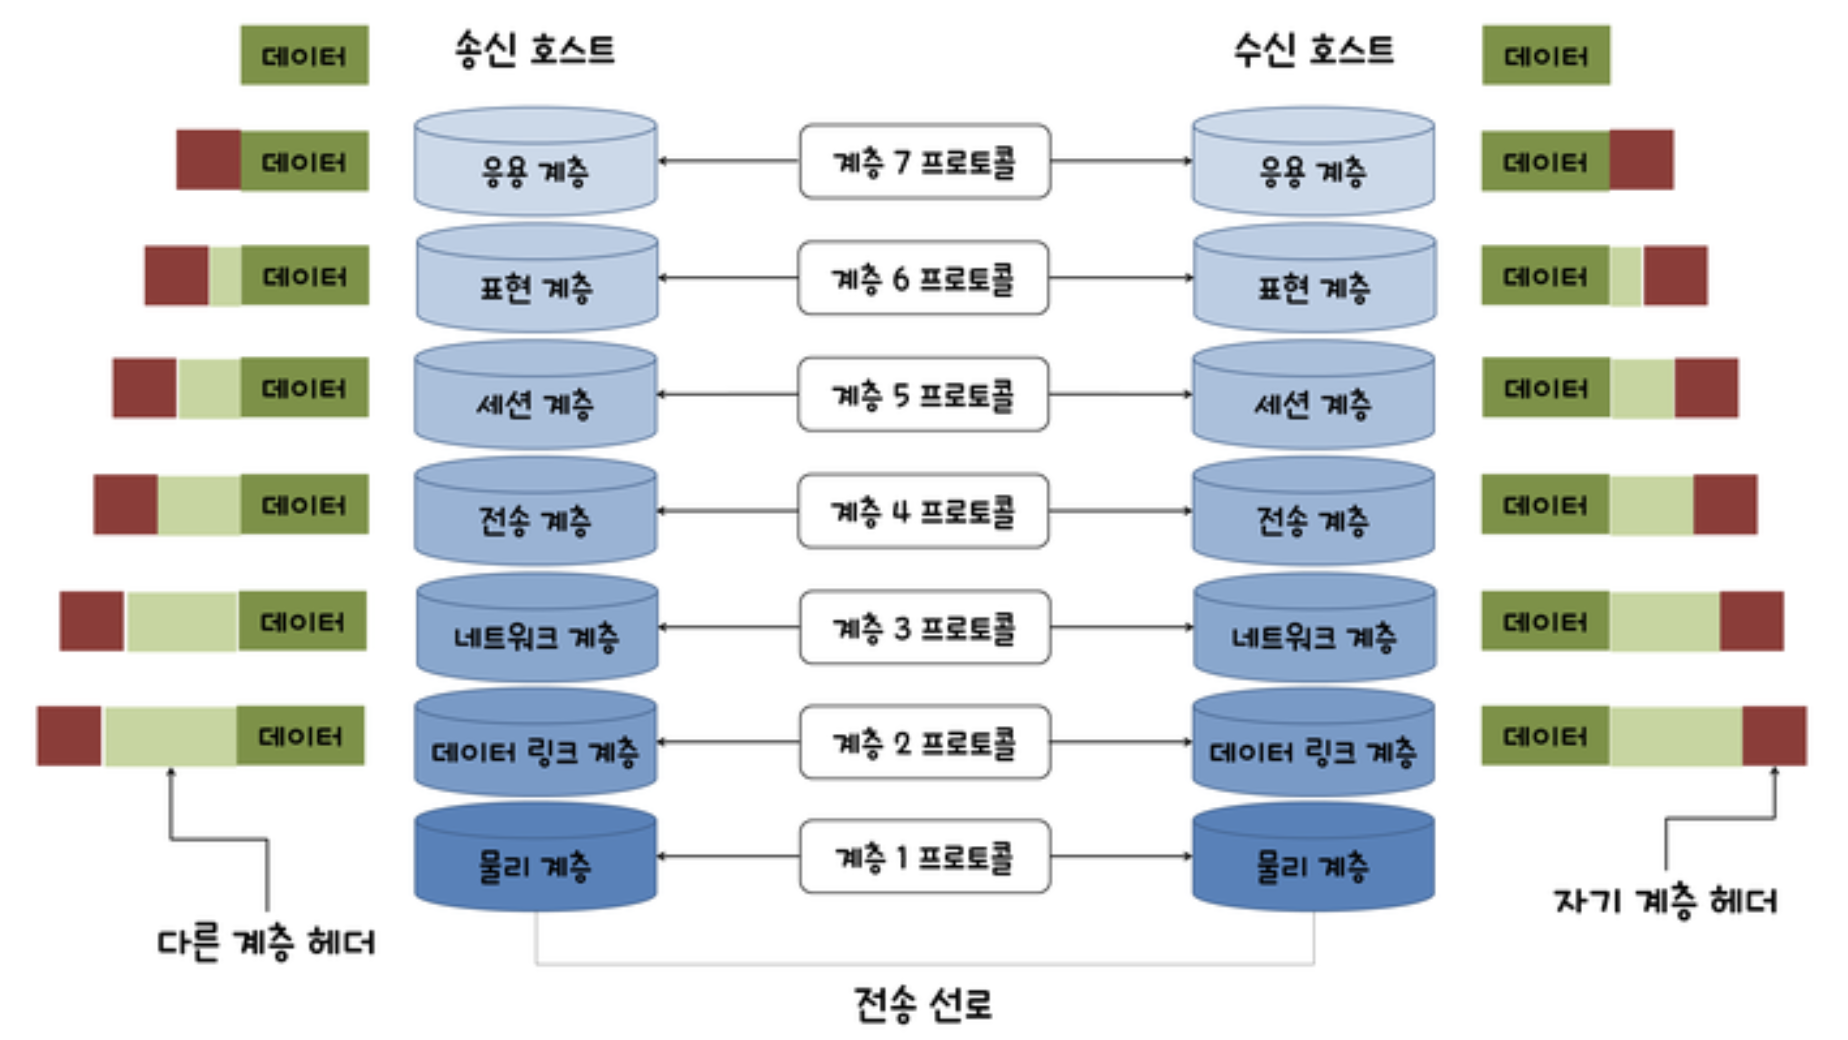 데이터 송신 호스트 수신 호스트 데이터
데이터 응용 계층 계층 7 프로토콜 응용 계층 데이터
데이터 표현 계층 계층 6 프로토콜 표현 계층 데이터
데이터 세션 계층 계층 5 프로토콜 세션 계층 데이터
데이터 전송 계층 계층 4 프로토콜 전송 계층 데이터
데이터 네트워크 계층 계층 3 프로토콜 네트워크 계층 데이터
데이터 데이터 링크 계층 계층 2 프로토콜 데이터 링크 계층 데이터
물리 계층 계층 1 프로토콜 물리 계층
다른 계층 헤더 자기 계층 헤더
전송 선로